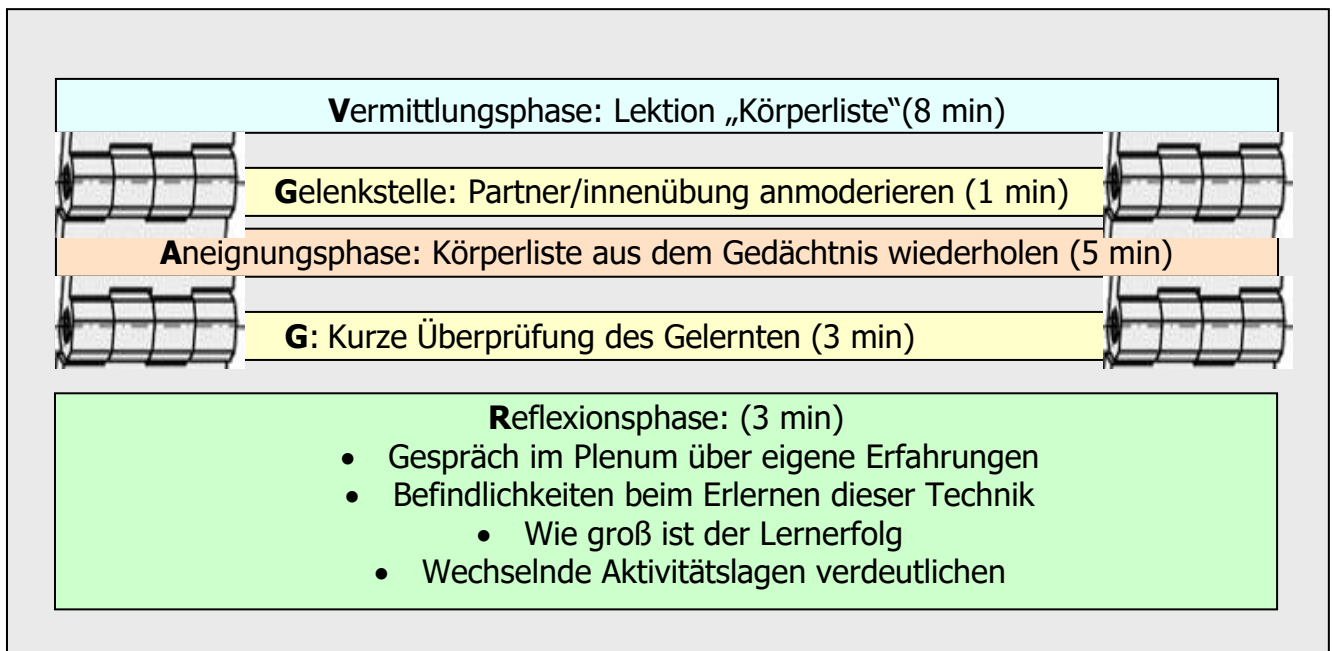 Vermittlungsphase: Lektion „Körperliste“(8 min)
Gelenkstelle: Partner/innenübung anmoderieren (1 min)
Aneignungsphase: Körperliste aus dem Gedächtnis wiederholen (5 min)
G: Kurze Überprüfung des Gelernten (3 min)
Reflexionsphase: (3 min)
• Gespräch im Plenum über eigene Erfahrungen
• Befindlichkeiten beim Erlernen dieser Technik
• Wie groß ist der Lernerfolg
• Wechselnde Aktivitätslagen verdeutlichen